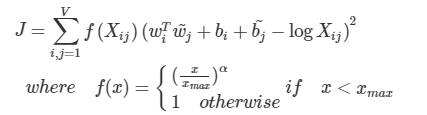 J = \sum_{i,j=1}^{V} f(X_{ij}) (w_i^T \tilde{w}_j + b_i + \tilde{b_j} - \log X_{ij})^2
where f(x) = \begin{cases} (\frac{x}{x_{max}})^\alpha \\ 1 \quad otherwise \end{cases} if x < x_{max}